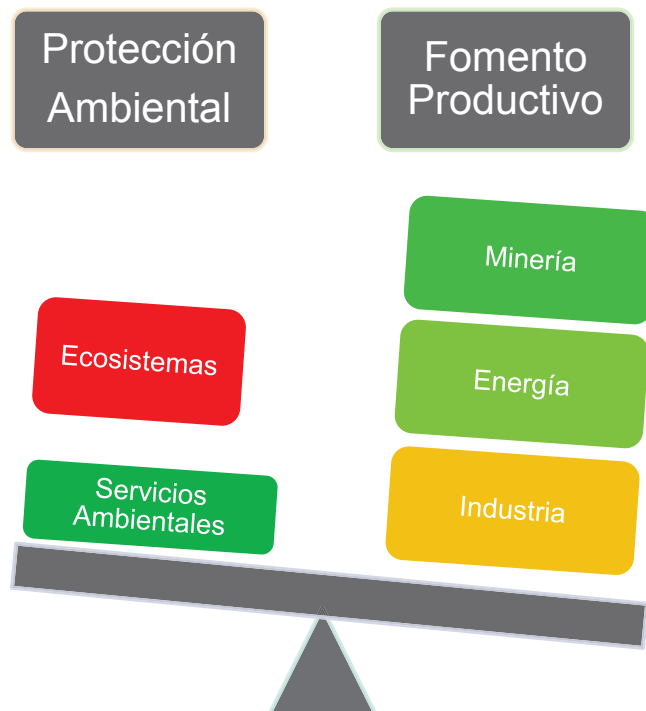 Protección
Ambiental
Fomento
Productivo
Minería
Ecosistemas
Energía
Servicios
Ambientales
Industria